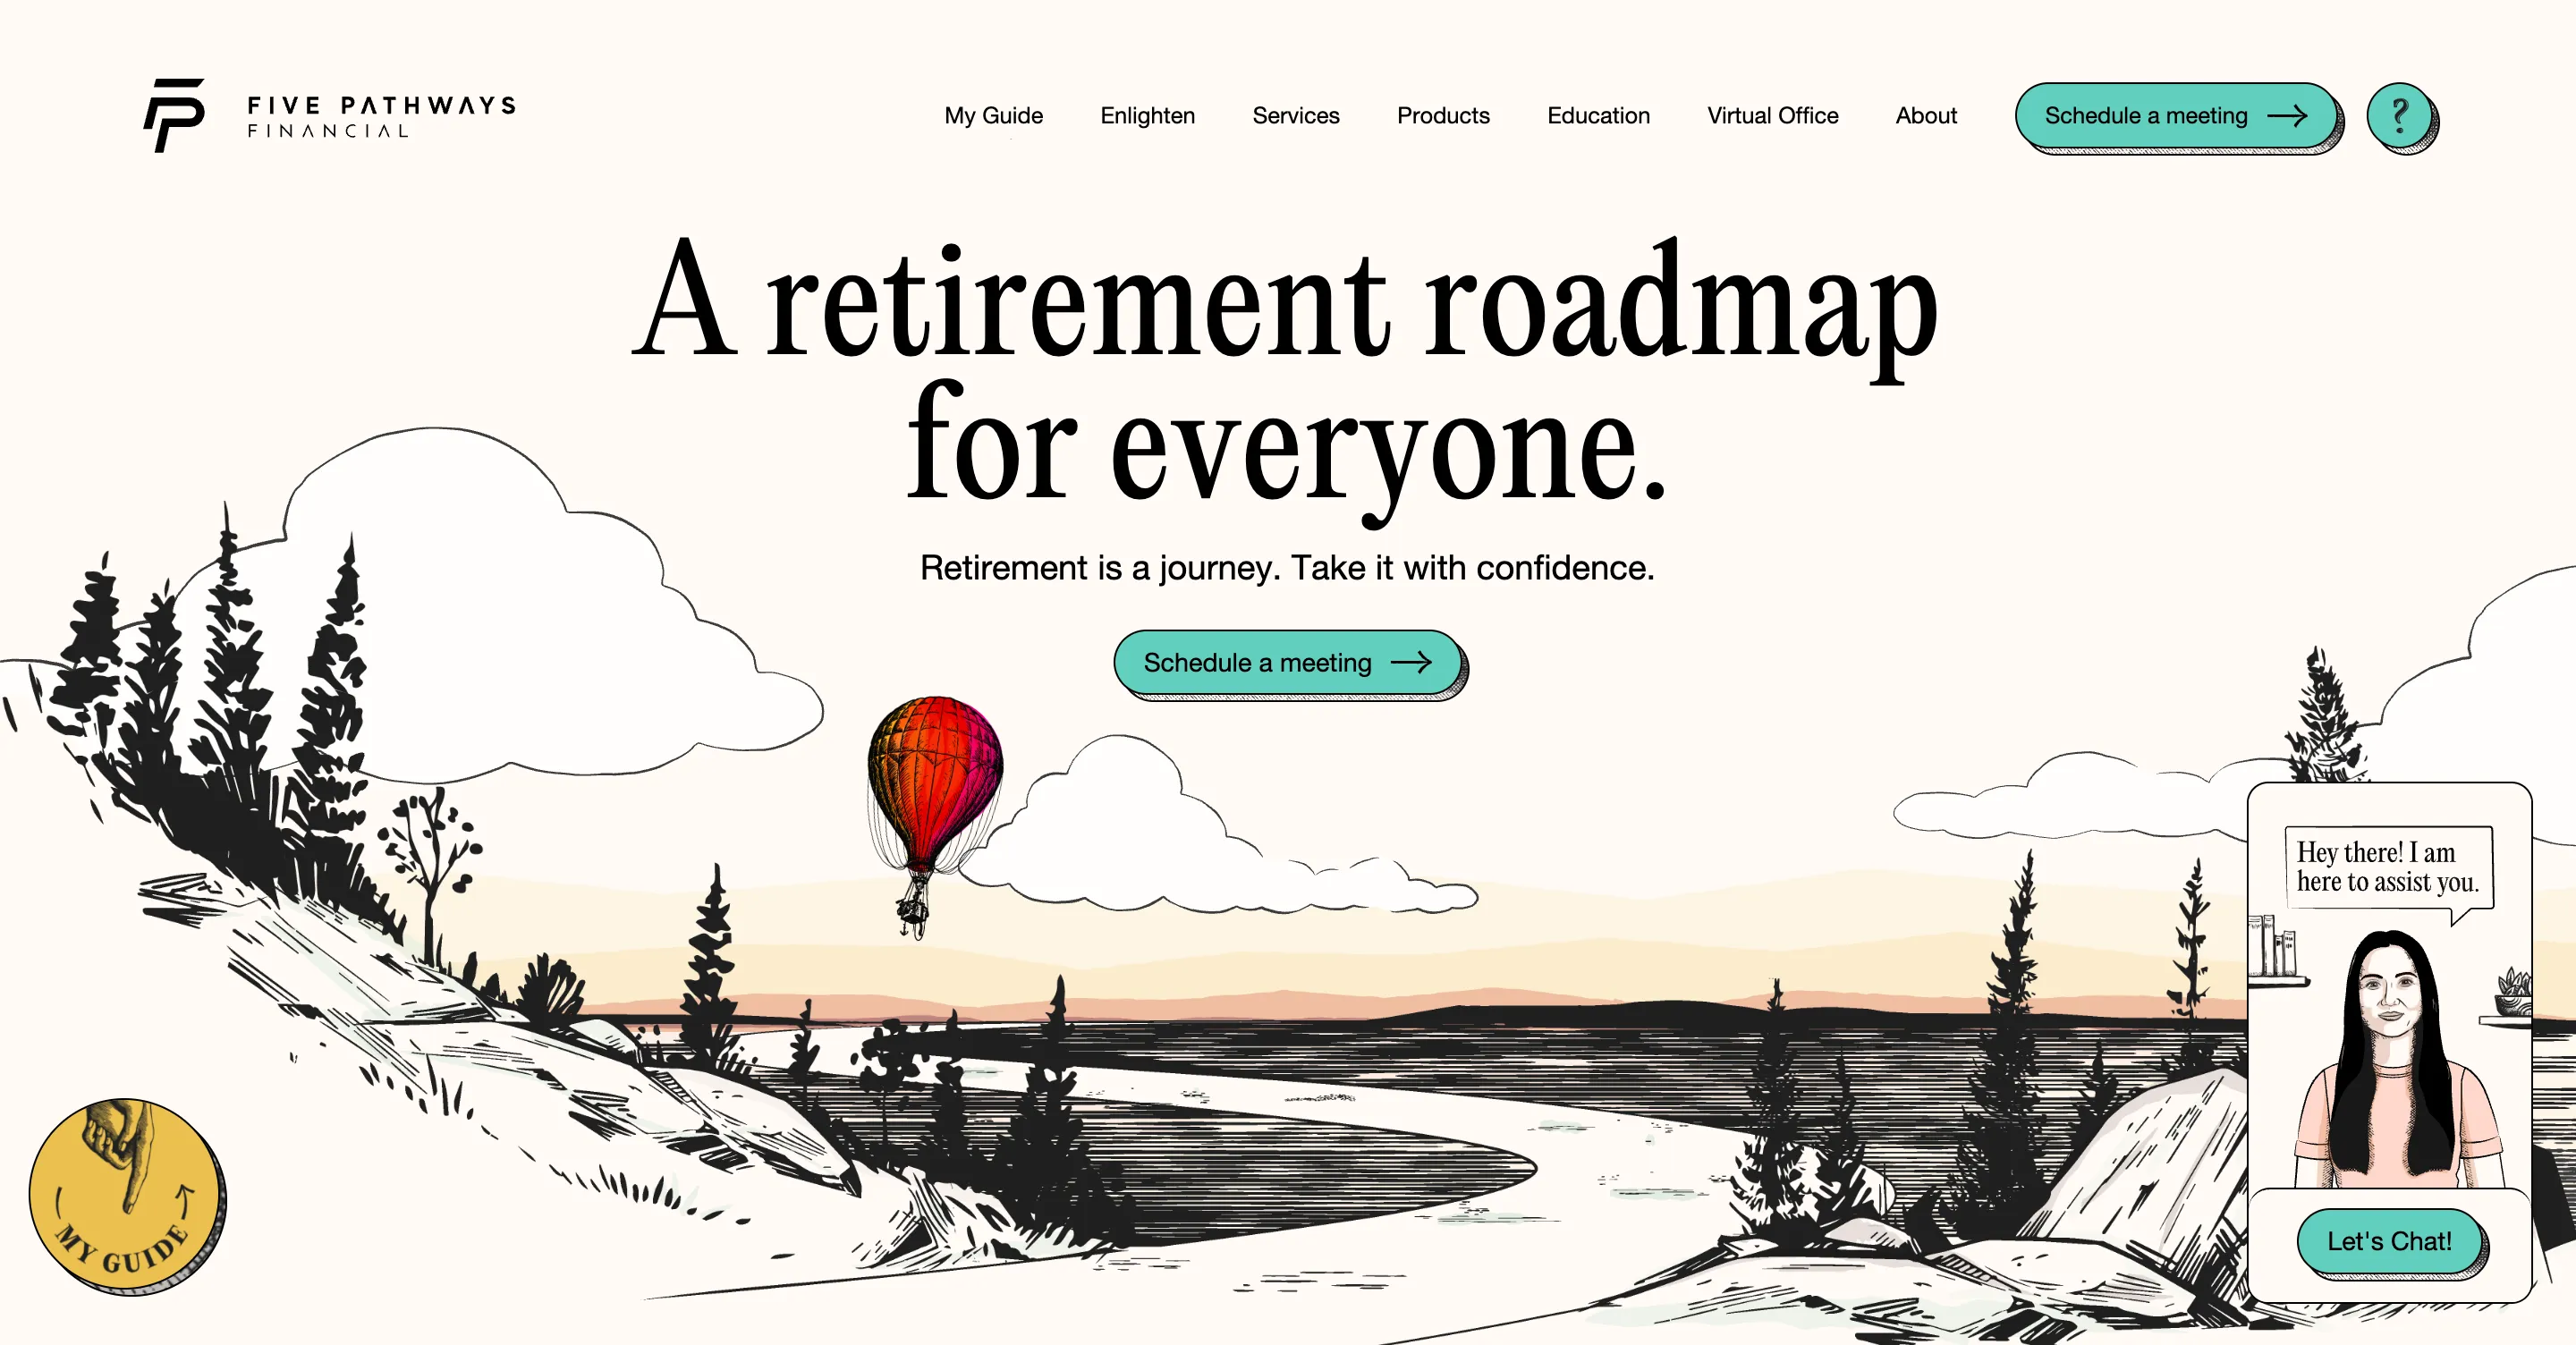 FIVE PATHWAYS
FINANCIAL
My Guide
Enlighten
Services
Products
Education
Virtual Office
About
Schedule a meeting
?
A retirement roadmap
for everyone.
Retirement is a journey. Take it with confidence.
Schedule a meeting
Hey there! I am
here to assist you.
MY GUIDE
Let's Chat!